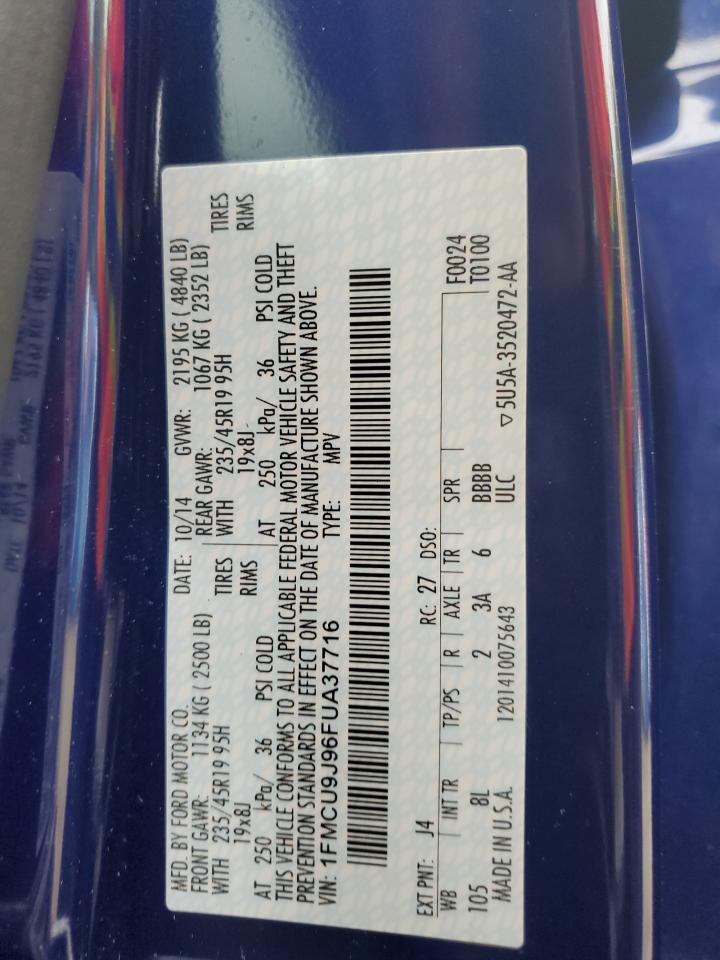 MFD. BY FORD MOTOR CO. DATE: 10/14 GVWR: 2195 KG ( 4840 LB)
FRONT GAWR: 1134 KG ( 2500 LB) REAR GAWR: 1067 KG ( 2352 LB)
WITH 235/45R19 95H TIRES WITH 235/45R19 95H TIRES
19x8J RIMS 19x8J RIMS
AT 250 kPa/ 36 PSI COLD AT 250 kPa/ 36 PSI COLD
THIS VEHICLE CONFORMS TO ALL APPLICABLE FEDERAL MOTOR VEHICLE SAFETY AND THEFT
PREVENTION STANDARDS IN EFFECT ON THE DATE OF MANUFACTURE SHOWN ABOVE.
VIN: 1FMCU9J96FUA37716 TYPE: MPV
EXT PNT: J4 RC: 27 DSO:
WB INT TR TP/PS R AXLE TR SPR F0024
105 8L 2 3A 6 BBBB T0100
MADE IN U.S.A. 1201410075643 ULC ▽5U5A-3520472-AA